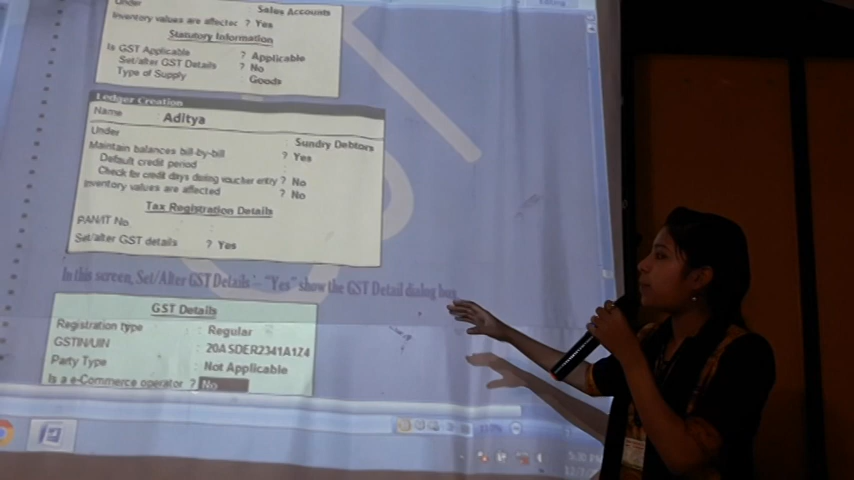 Under Sales Accounts
Inventory values are affected ? Yes
Statutory Information
Is GST Applicable ? Applicable
Set/alter GST Details ? No
Type of Supply : Goods
Ledger Creation
Name : Aditya
Under : Sundry Debtors
Maintain balances bill-by-bill ? Yes
Default credit period :
Check for credit days during voucher entry ? No
Inventory values are affected ? No
Tax Registration Details
PAN/IT No. :
Set/alter GST details ? Yes
In this screen, Set/Alter GST Details – "Yes" show the GST Detail dialog box
GST Details
Registration type : Regular
GSTIN/UIN : 20ASDER2341A1Z4
Party Type : Not Applicable
Is a e-Commerce operator ? No